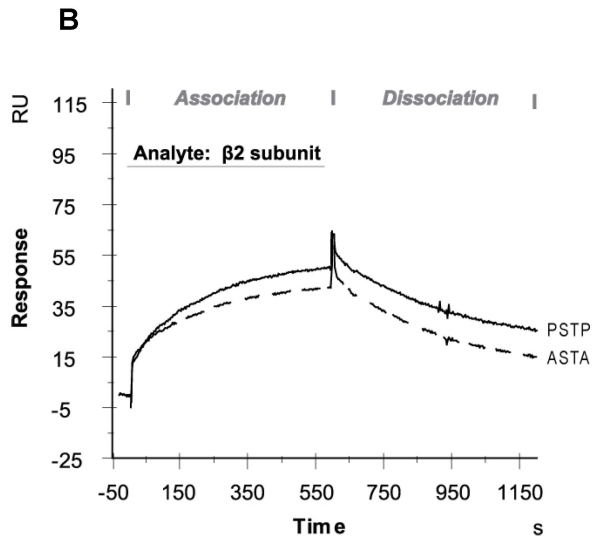 B
RU
Association
Dissociation
Analyte: β2 subunit
Response
115
95
75
55
35
15
-5
-25
PSTP
ASTA
-50 150 350 550 750 950 1150
Time
s